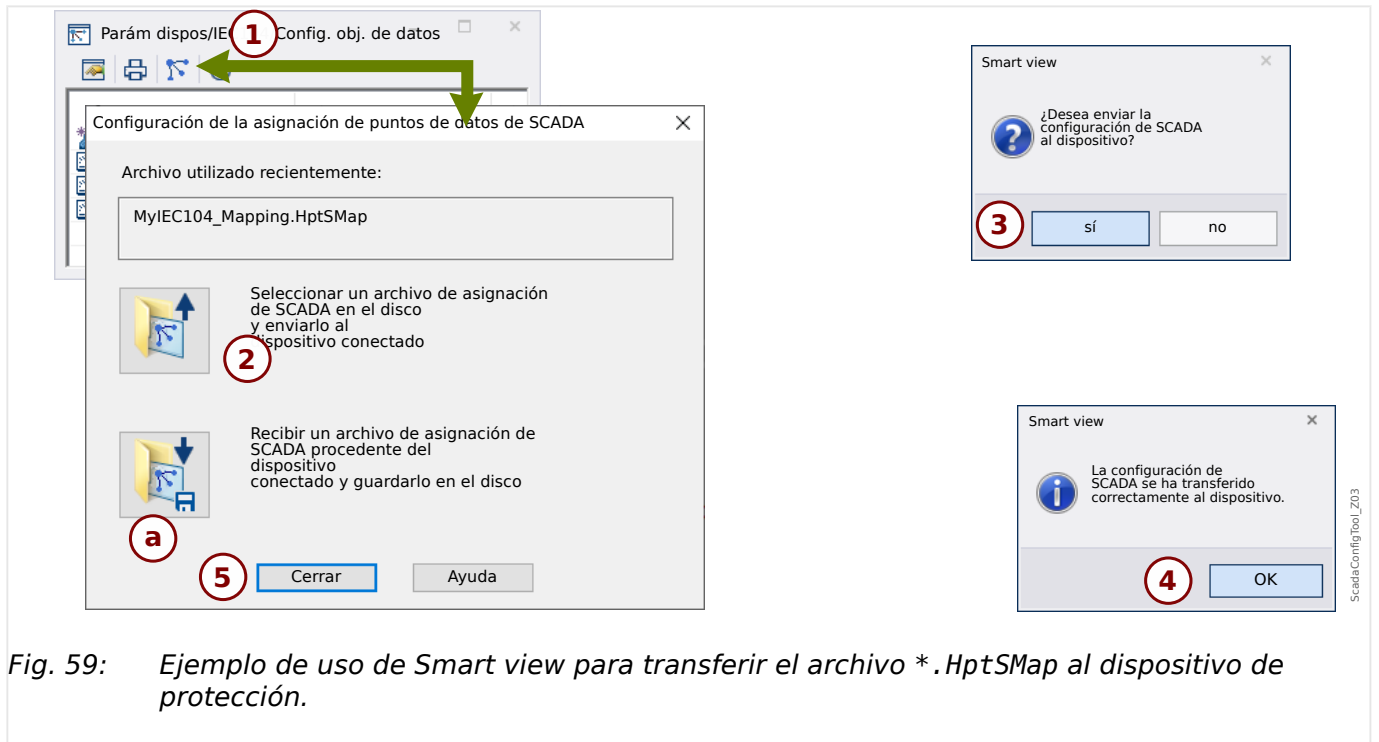 Parám dispos/IE
1
Config. obj. de datos
Configuración de la asignación de puntos de datos de SCADA
Archivo utilizado recientemente:
MyIEC104_Mapping.HptSMap
Seleccionar un archivo de asignación
de SCADA en el disco
y enviarlo al
dispositivo conectado
2
Recibir un archivo de asignación de
SCADA procedente del
dispositivo
conectado y guardarlo en el disco
a
5
Cerrar
Ayuda
Smart view
¿Desea enviar la
configuración de SCADA
al dispositivo?
3
sí
no
Smart view
La configuración de
SCADA se ha transferido
correctamente al dispositivo.
4
OK
ScadaConfigTool_Z03
Fig. 59: Ejemplo de uso de Smart view para transferir el archivo *.HptSMap al dispositivo de
protección.